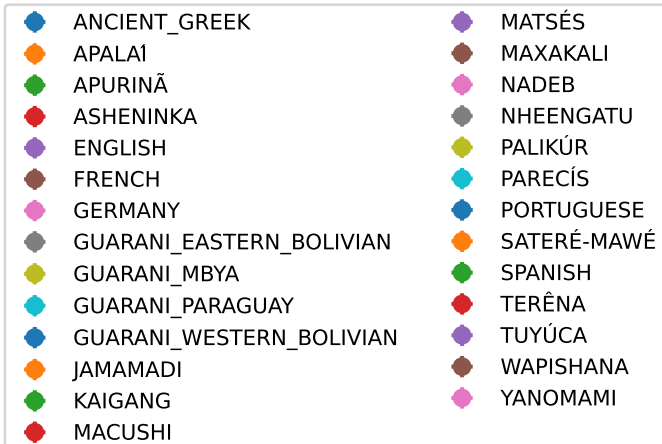 ANCIENT_GREEK
APALAÍ
APURINÃ
ASHENINKA
ENGLISH
FRENCH
GERMANY
GUARANI_EASTERN_BOLIVIAN
GUARANI_MBYA
GUARANI_PARAGUAY
GUARANI_WESTERN_BOLIVIAN
JAMAMADI
KAIGANG
MACUSHI
MATSÉS
MAXAKALI
NADEB
NHEENGATU
PALIKÚR
PARECÍS
PORTUGUESE
SATERÉ-MAWÉ
SPANISH
TERÊNA
TUYÚCA
WAPISHANA
YANOMAMI